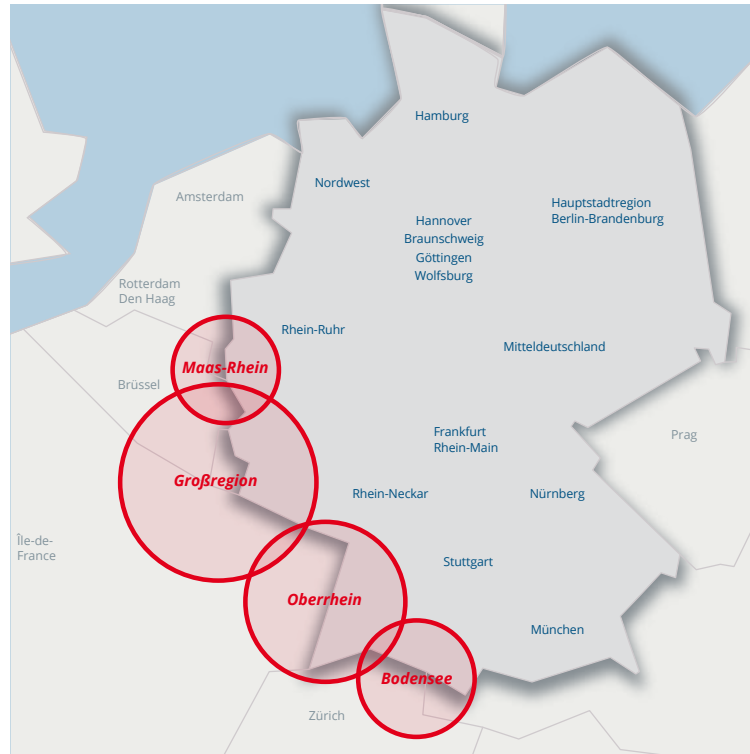 Hamburg
Nordwest
Amsterdam
Hauptstadtregion
Berlin-Brandenburg
Hannover
Braunschweig
Göttingen
Wolfsburg
Rotterdam
Den Haag
Rhein-Ruhr
Mitteldeutschland
Maas-Rhein
Brüssel
Frankfurt
Rhein-Main
Prag
Großregion
Rhein-Neckar
Nürnberg
Île-de-
France
Stuttgart
Oberrhein
München
Bodensee
Zürich